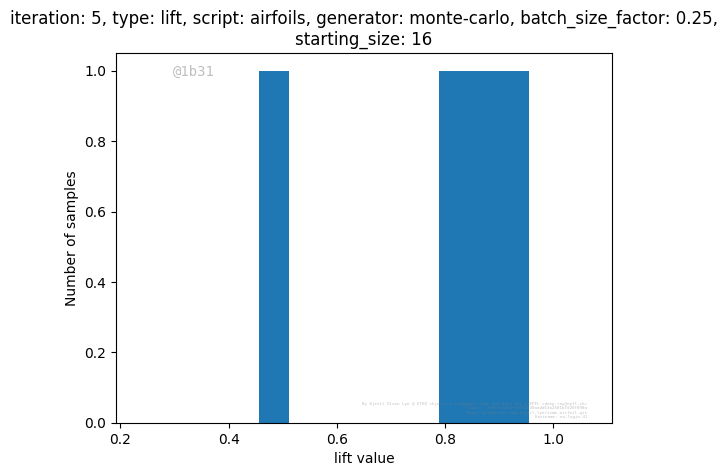 iteration: 5, type: lift, script: airfoils, generator: monte-carlo, batch_size_factor: 0.25,
starting_size: 16
@1b31
1.0
0.8
0.6
0.4
0.2
0.0
Number of samples
0.2 0.4 0.6 0.8 1.0
lift value